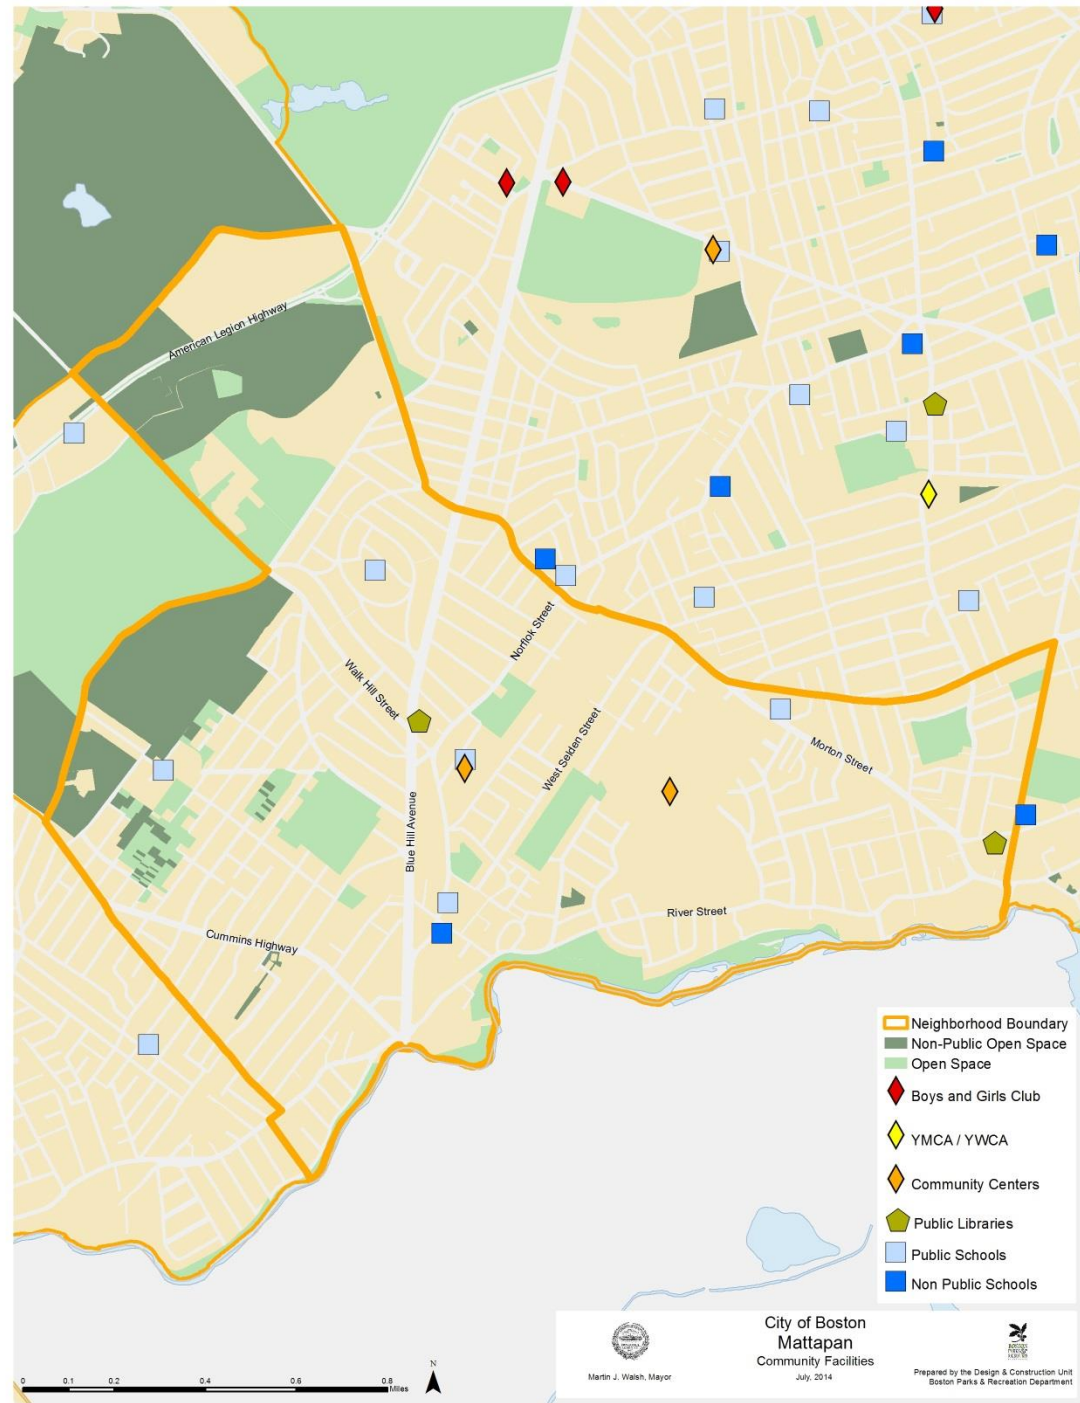 American Legion Highway
Norflok Street
Walk Hill Street
West Selden Street
Morton Street
Blue Hill Avenue
River Street
Cummins Highway
Neighborhood Boundary
Non-Public Open Space
Open Space
Boys and Girls Club
YMCA / YWCA
Community Centers
Public Libraries
Public Schools
Non Public Schools
City of Boston
Mattapan
Community Facilities
July, 2014
Martin J. Walsh, Mayor
Prepared by the Design & Construction Unit
Boston Parks & Recreation Department
N
0 0.1 0.2 0.4 0.6 0.8
Miles